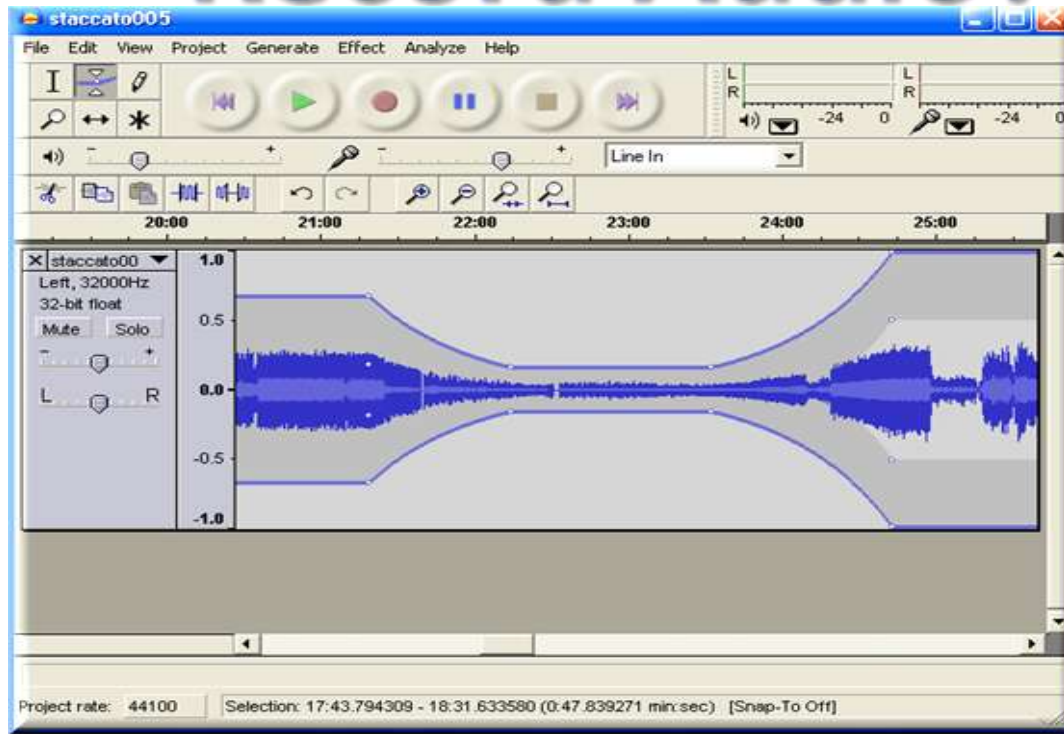 staccato005
File Edit View Project Generate Effect Analyze Help
L
R
-24 0
L
R
-24 0
- +
- +
Line In
20:00 21:00 22:00 23:00 24:00 25:00
staccato00
Left, 32000Hz
32-bit float
Mute Solo
- +
L R
1.0
0.5
0.0
-0.5
-1.0
Project rate: 44100
Selection: 17:43.794309 - 18:31.633580 (0:47.839271 min:sec) [Snap-To Off]